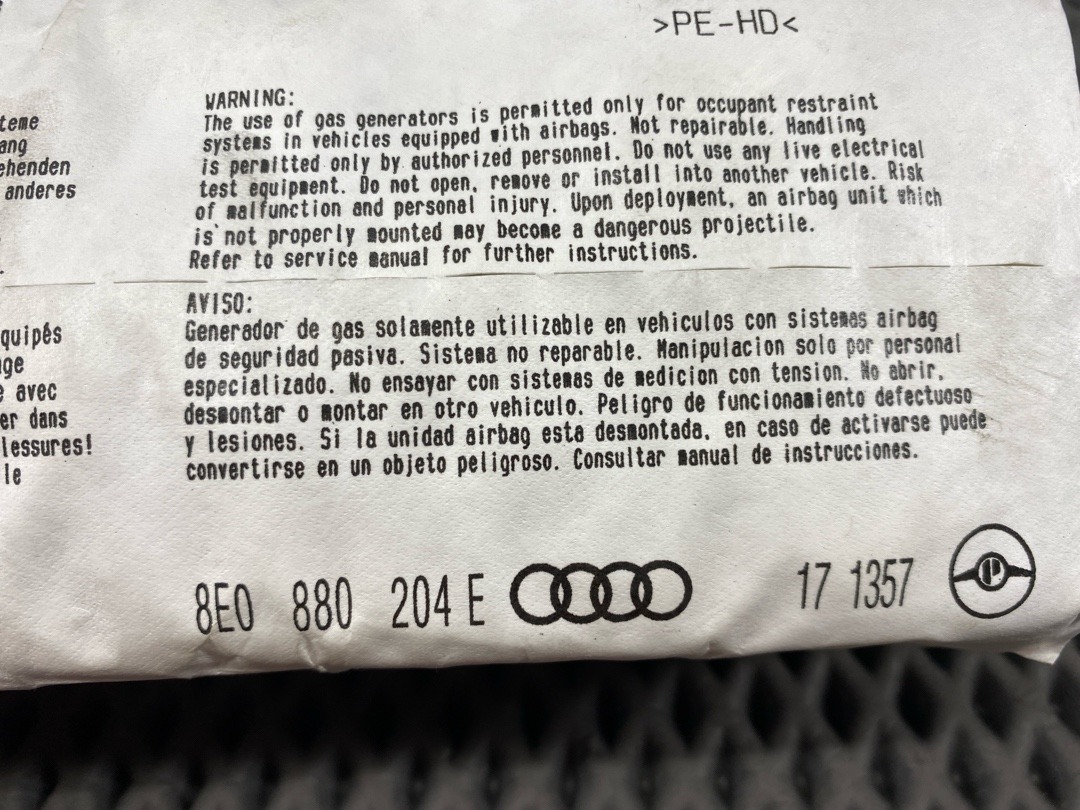 >PE-HD<
teme
ang
ehenden
anderes
WARNING:
The use of gas generators is permitted only for occupant restraint
systems in vehicles equipped with airbags. Not repairable. Handling
is permitted only by authorized personnel. Do not use any live electrical
test equipment. Do not open, remove or install into another vehicle. Risk
of malfunction and personal injury. Upon deployment, an airbag unit which
is not properly mounted may become a dangerous projectile.
Refer to service manual for further instructions.
quipés
age
e avec
er dans
lessures!
le
AVISO:
Generador de gas solamente utilizable en vehiculos con sistemas airbag
de seguridad pasiva. Sistema no reparable. Manipulacion solo por personal
especializado. No ensayar con sistemas de medicion con tension. No abrir,
desmontar o montar en otro vehiculo. Peligro de funcionamiento defectuoso
y lesiones. Si la unidad airbag esta desmontada, en caso de activarse puede
convertirse en un objeto peligroso. Consultar manual de instrucciones.
8E0 880 204 E
17 1357
P